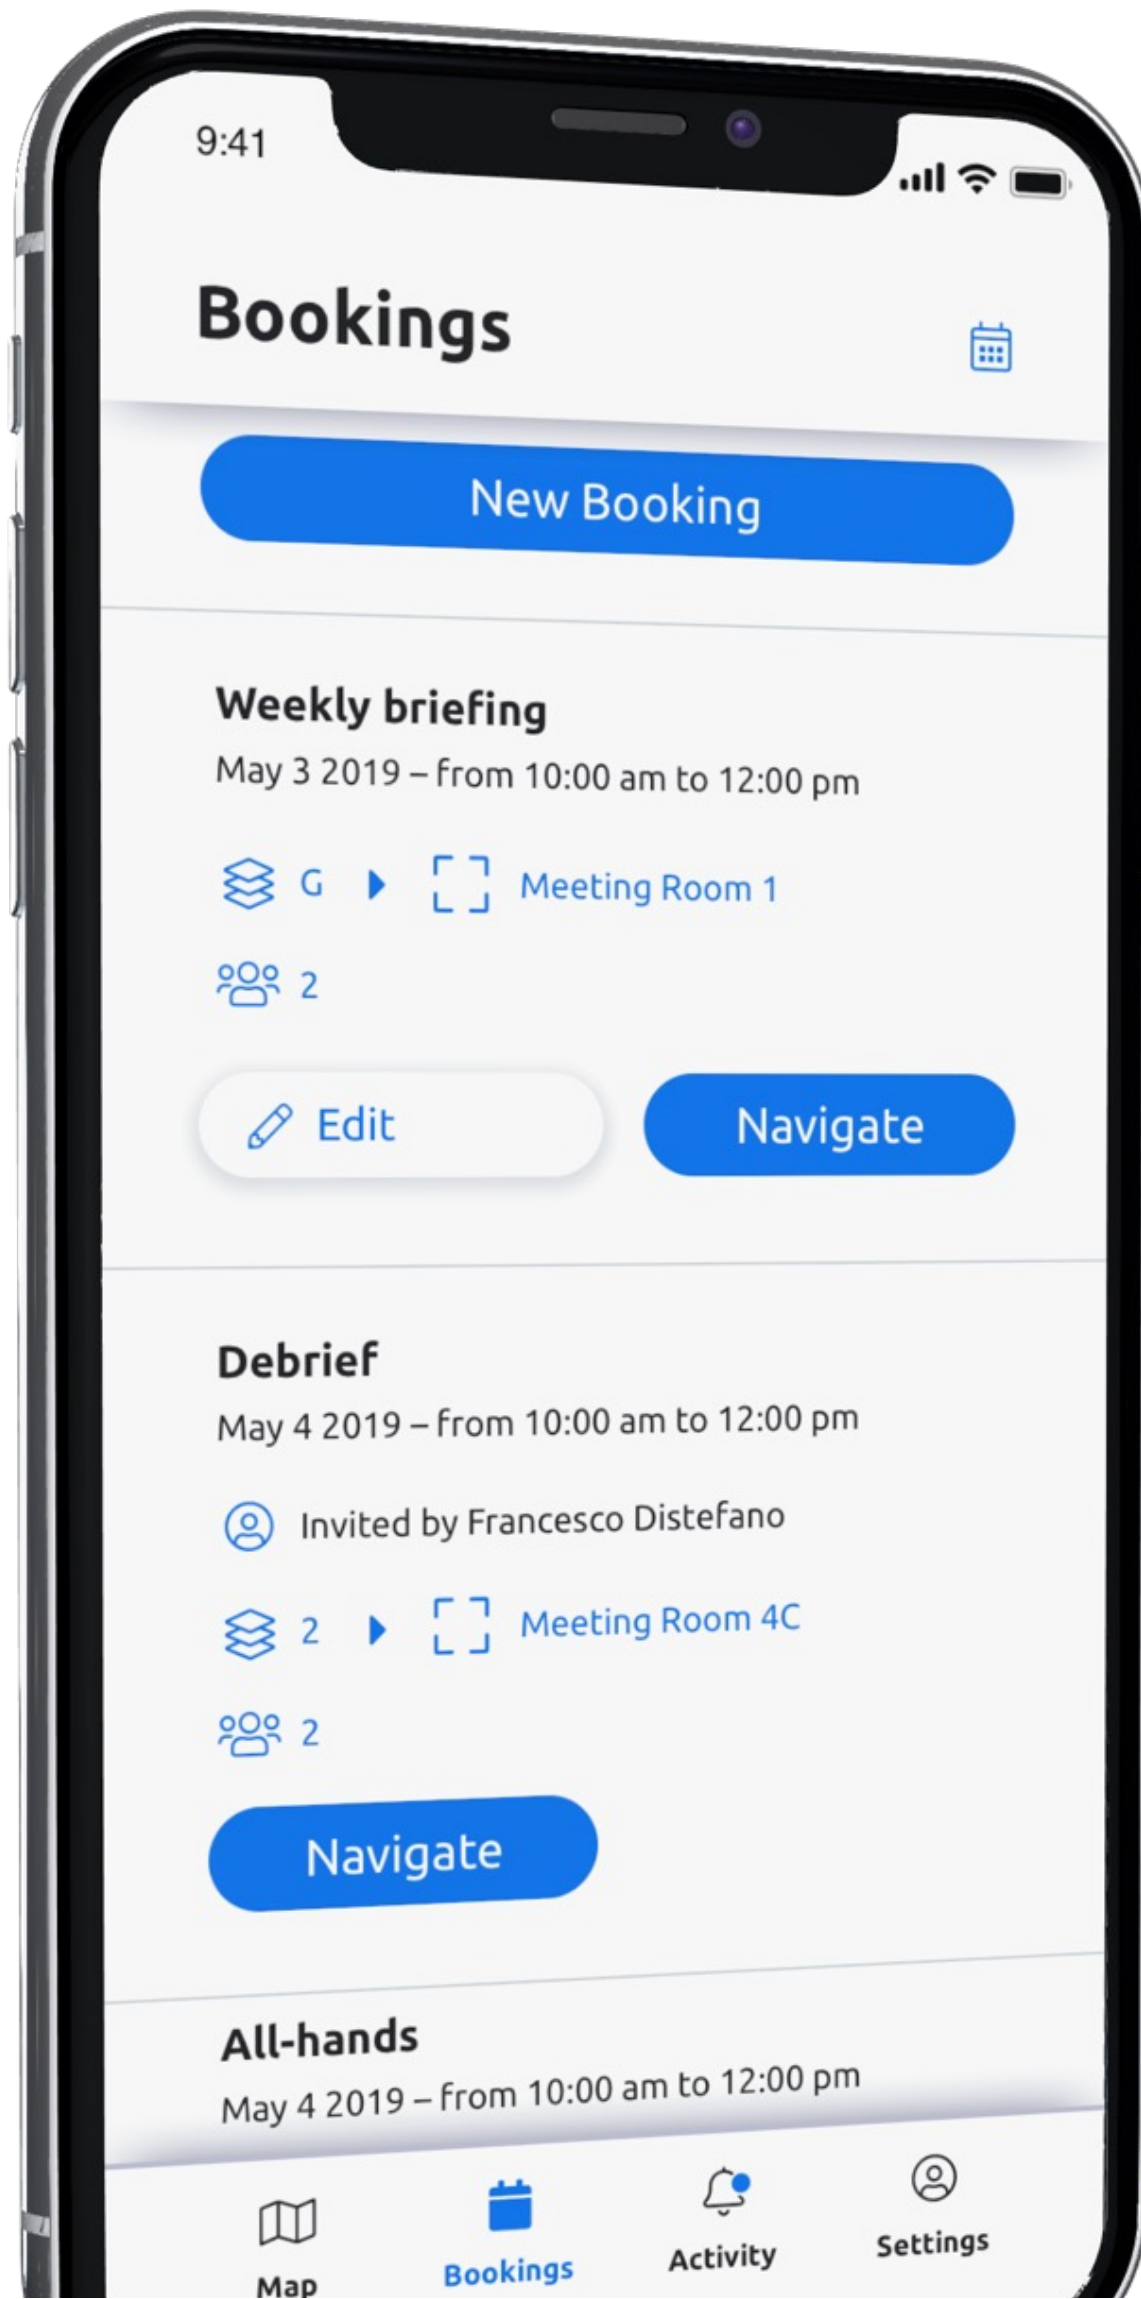 9:41
Bookings
New Booking
Weekly briefing
May 3 2019 – from 10:00 am to 12:00 pm
G Meeting Room 1
2
Edit Navigate
Debrief
May 4 2019 – from 10:00 am to 12:00 pm
Invited by Francesco Distefano
2 Meeting Room 4C
2
Navigate
All-hands
May 4 2019 – from 10:00 am to 12:00 pm
Map Bookings Activity Settings